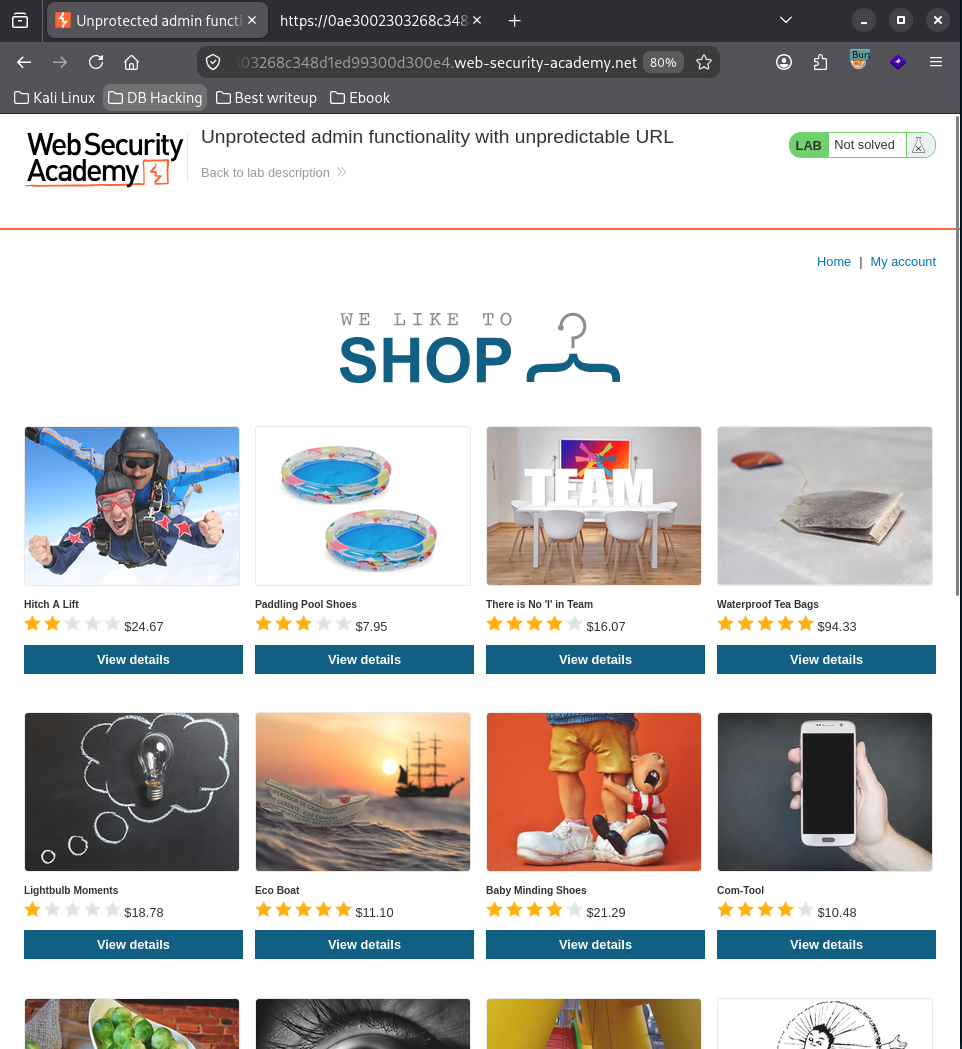 Unprotected admin functi
https://0ae3002303268c348
Burp
03268c348d1ed99300d300e4.web-security-academy.net 80%
Kali Linux DB Hacking Best writeup Ebook
Web Security
Academy
Unprotected admin functionality with unpredictable URL
Back to lab description
LAB Not solved
Home | My account
WE LIKE TO
SHOP
TEAM
Hitch A Lift
$24.67
View details
Paddling Pool Shoes
$7.95
View details
There is No 'I' in Team
$16.07
View details
Waterproof Tea Bags
$94.33
View details
Lightbulb Moments
$18.78
View details
Eco Boat
$11.10
View details
Baby Minding Shoes
$21.29
View details
Com-Tool
$10.48
View details